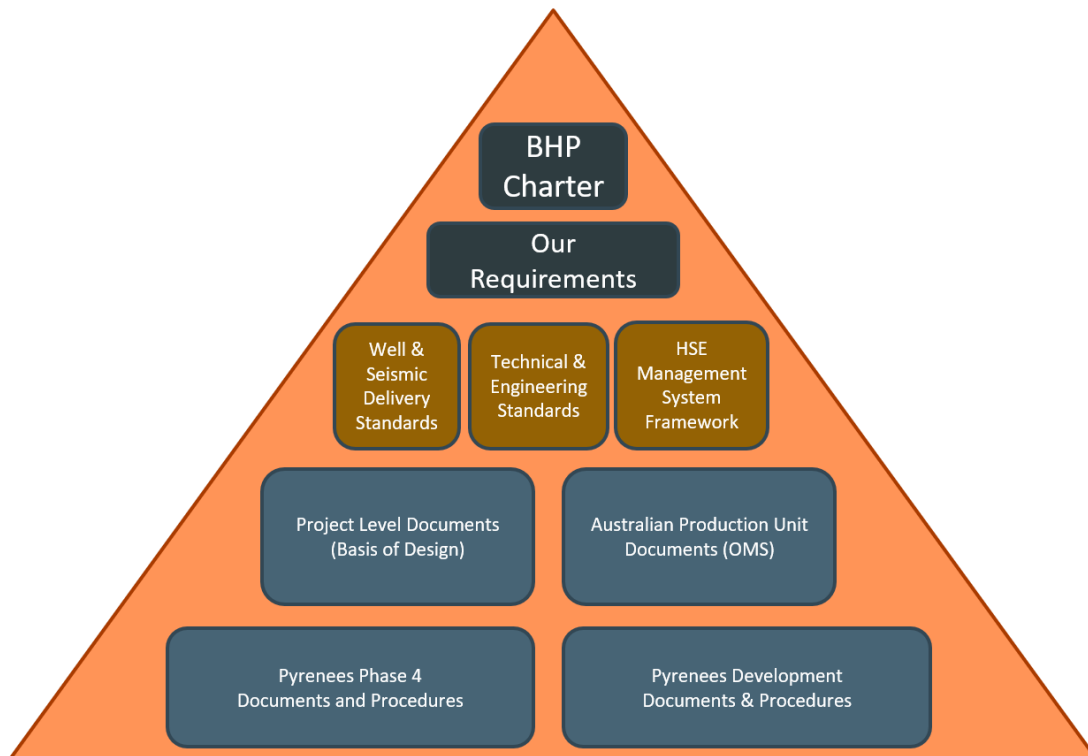 BHP
Charter
Our
Requirements
Well &
Seismic
Delivery
Standards
Technical &
Engineering
Standards
HSE
Management
System
Framework
Project Level Documents
(Basis of Design)
Australian Production Unit
Documents (OMS)
Pyrenees Phase 4
Documents and Procedures
Pyrenees Development
Documents & Procedures